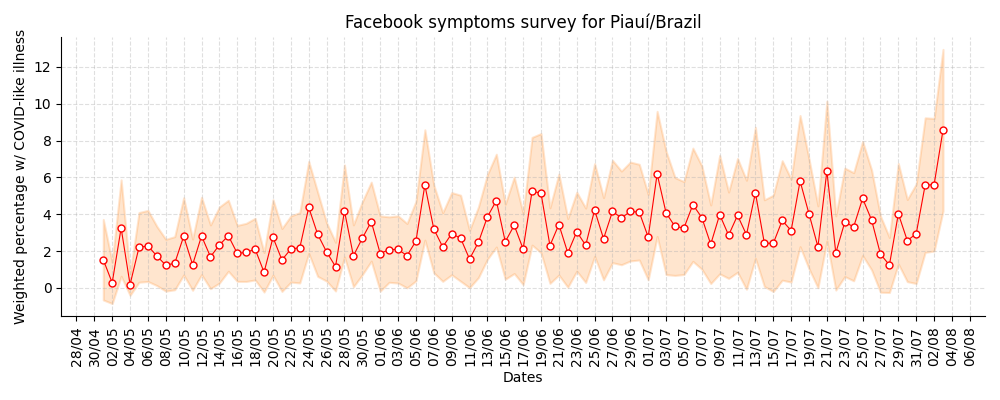 Facebook symptoms survey for Piauí/Brazil
Weighted percentage w/ COVID-like illness
12
10
8
6
4
2
0
28/04 30/04 02/05 04/05 06/05 08/05 10/05 12/05 14/05 16/05 18/05 20/05 22/05 24/05 26/05 28/05 30/05 01/06 03/06 05/06 07/06 09/06 11/06 13/06 15/06 17/06 19/06 21/06 23/06 25/06 27/06 29/06 01/07 03/07 05/07 07/07 09/07 11/07 13/07 15/07 17/07 19/07 21/07 23/07 25/07 27/07 29/07 31/07 02/08 04/08 06/08
Dates